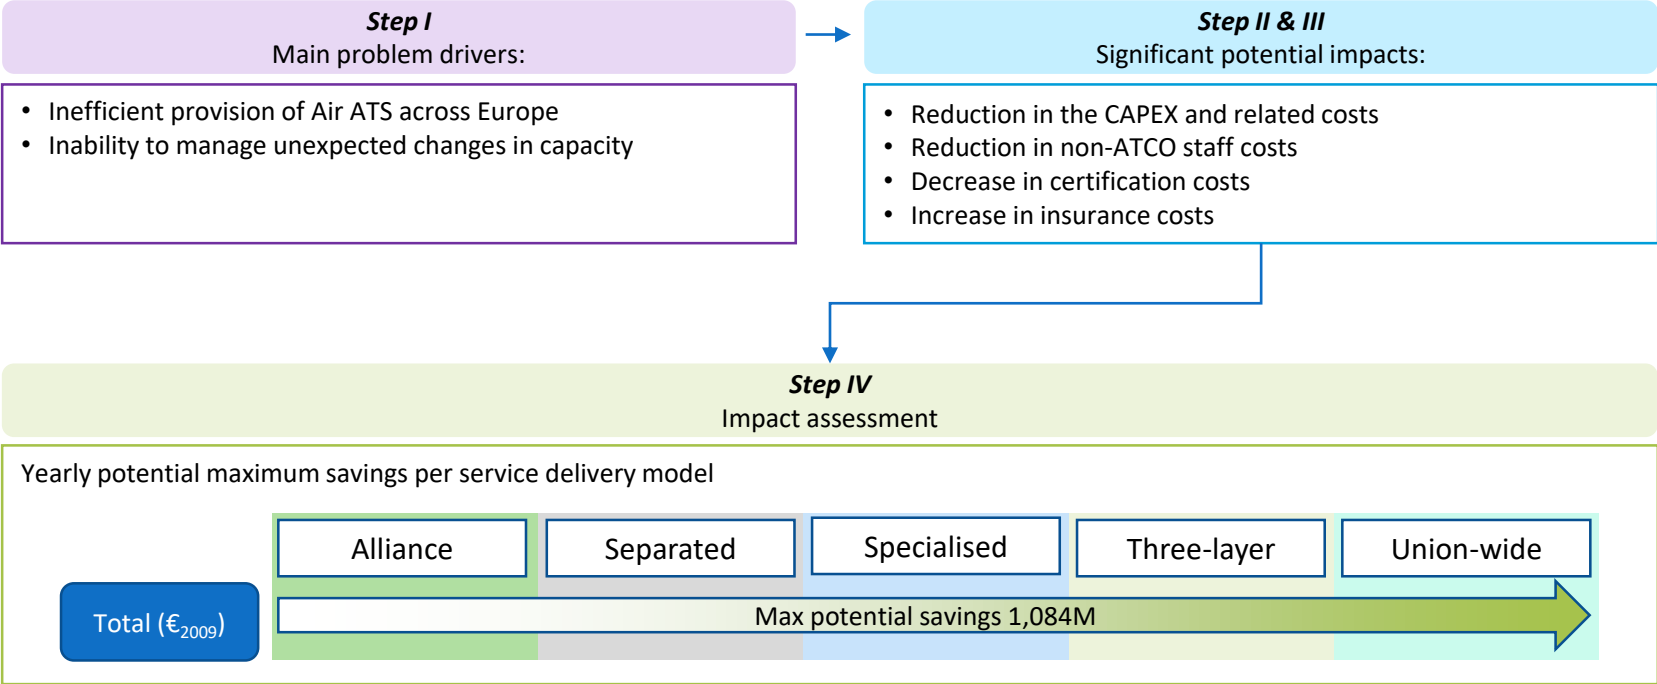 Step I
Main problem drivers:
• Inefficient provision of Air ATS across Europe
• Inability to manage unexpected changes in capacity
Step II & III
Significant potential impacts:
• Reduction in the CAPEX and related costs
• Reduction in non-ATCO staff costs
• Decrease in certification costs
• Increase in insurance costs
Step IV
Impact assessment
Yearly potential maximum savings per service delivery model
Alliance
Separated
Specialised
Three-layer
Union-wide
Total (€2009)
Max potential savings 1,084M